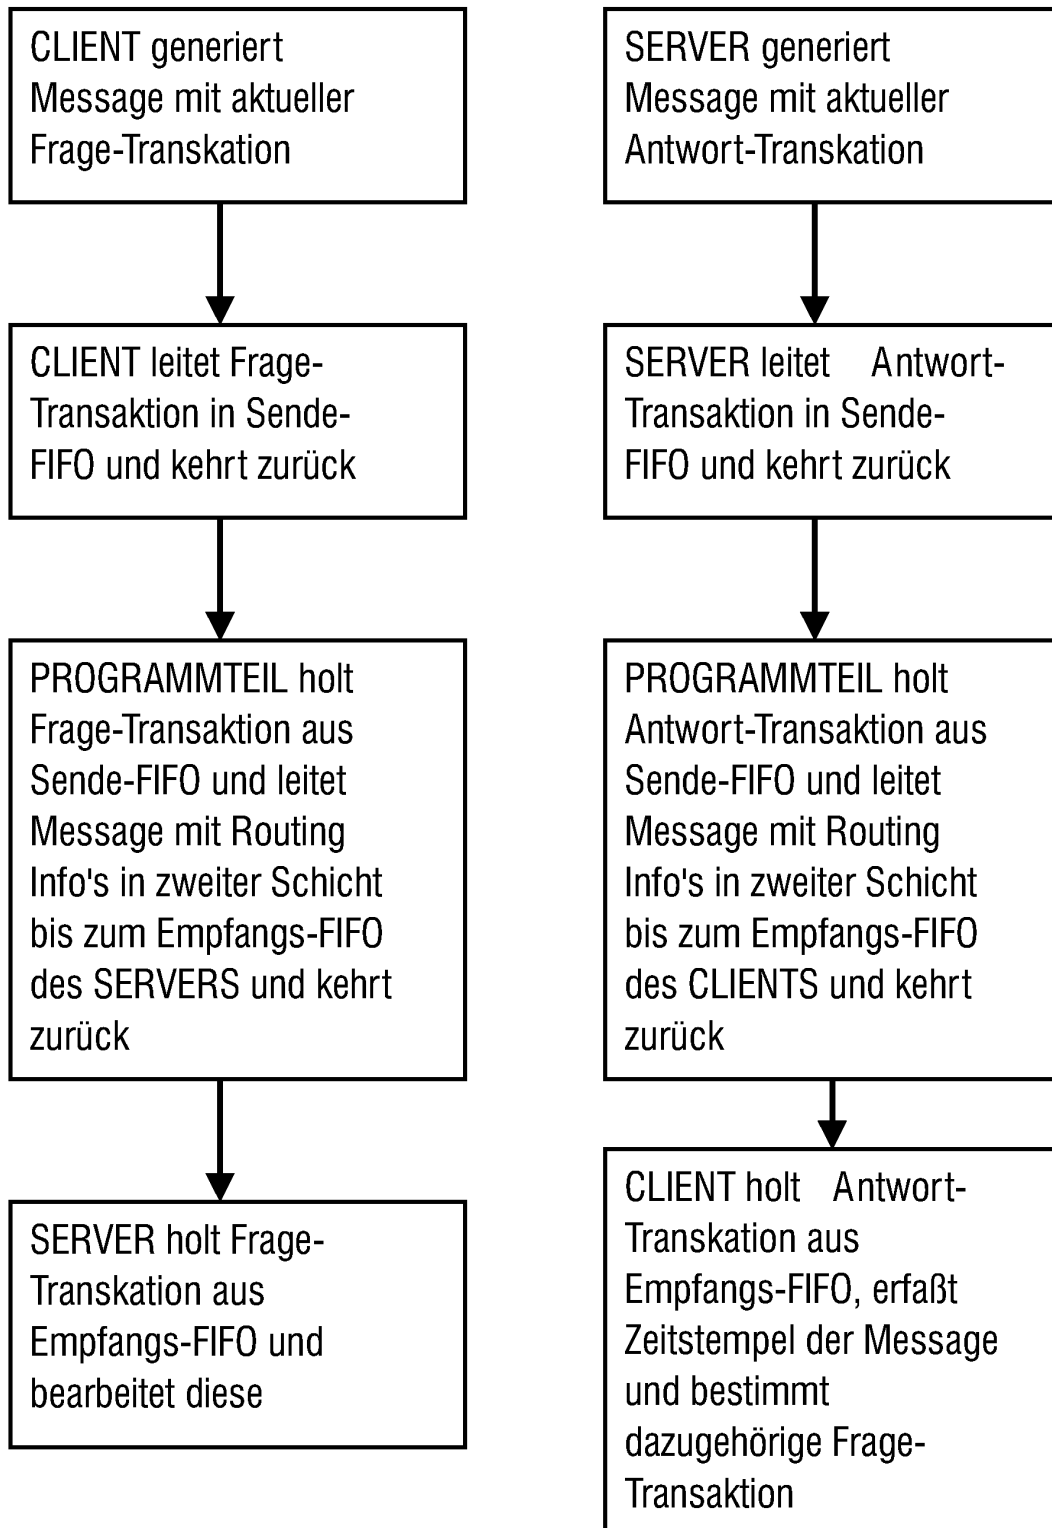 CLIENT generiert
Message mit aktueller
Frage-Transkation
CLIENT leitet Frage-
Transaktion in Sende-
FIFO und kehrt zurück
PROGRAMMTEIL holt
Frage-Transaktion aus
Sende-FIFO und leitet
Message mit Routing
Info's in zweiter Schicht
bis zum Empfangs-FIFO
des SERVERS und kehrt
zurück
SERVER holt Frage-
Transkation aus
Empfangs-FIFO und
bearbeitet diese
SERVER generiert
Message mit aktueller
Antwort-Transkation
SERVER leitet Antwort-
Transaktion in Sende-
FIFO und kehrt zurück
PROGRAMMTEIL holt
Antwort-Transaktion aus
Sende-FIFO und leitet
Message mit Routing
Info's in zweiter Schicht
bis zum Empfangs-FIFO
des CLIENTS und kehrt
zurück
CLIENT holt Antwort-
Transkation aus
Empfangs-FIFO, erfaßt
Zeitstempel der Message
und bestimmt
dazugehörige Frage-
Transaktion